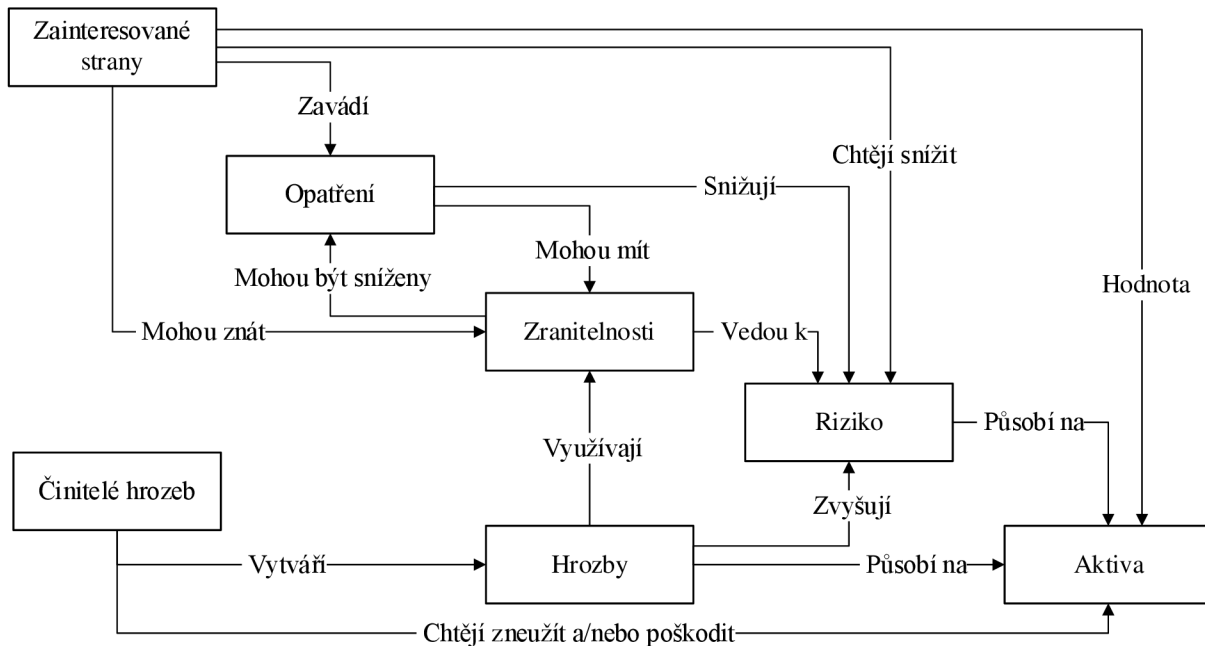 Zainteresované
strany
Zavádí
Chtějí snížit
Opatření
Snižují
Mohou mít
Mohou být sníženy
Hodnota
Mohou znát
Zranitelnosti
Vedou k
Riziko
Působí na
Využívají
Činitelé hrozeb
Zvyšují
Vytváří
Hrozby
Působí na
Aktiva
Chtějí zneužít a/nebo poškodit